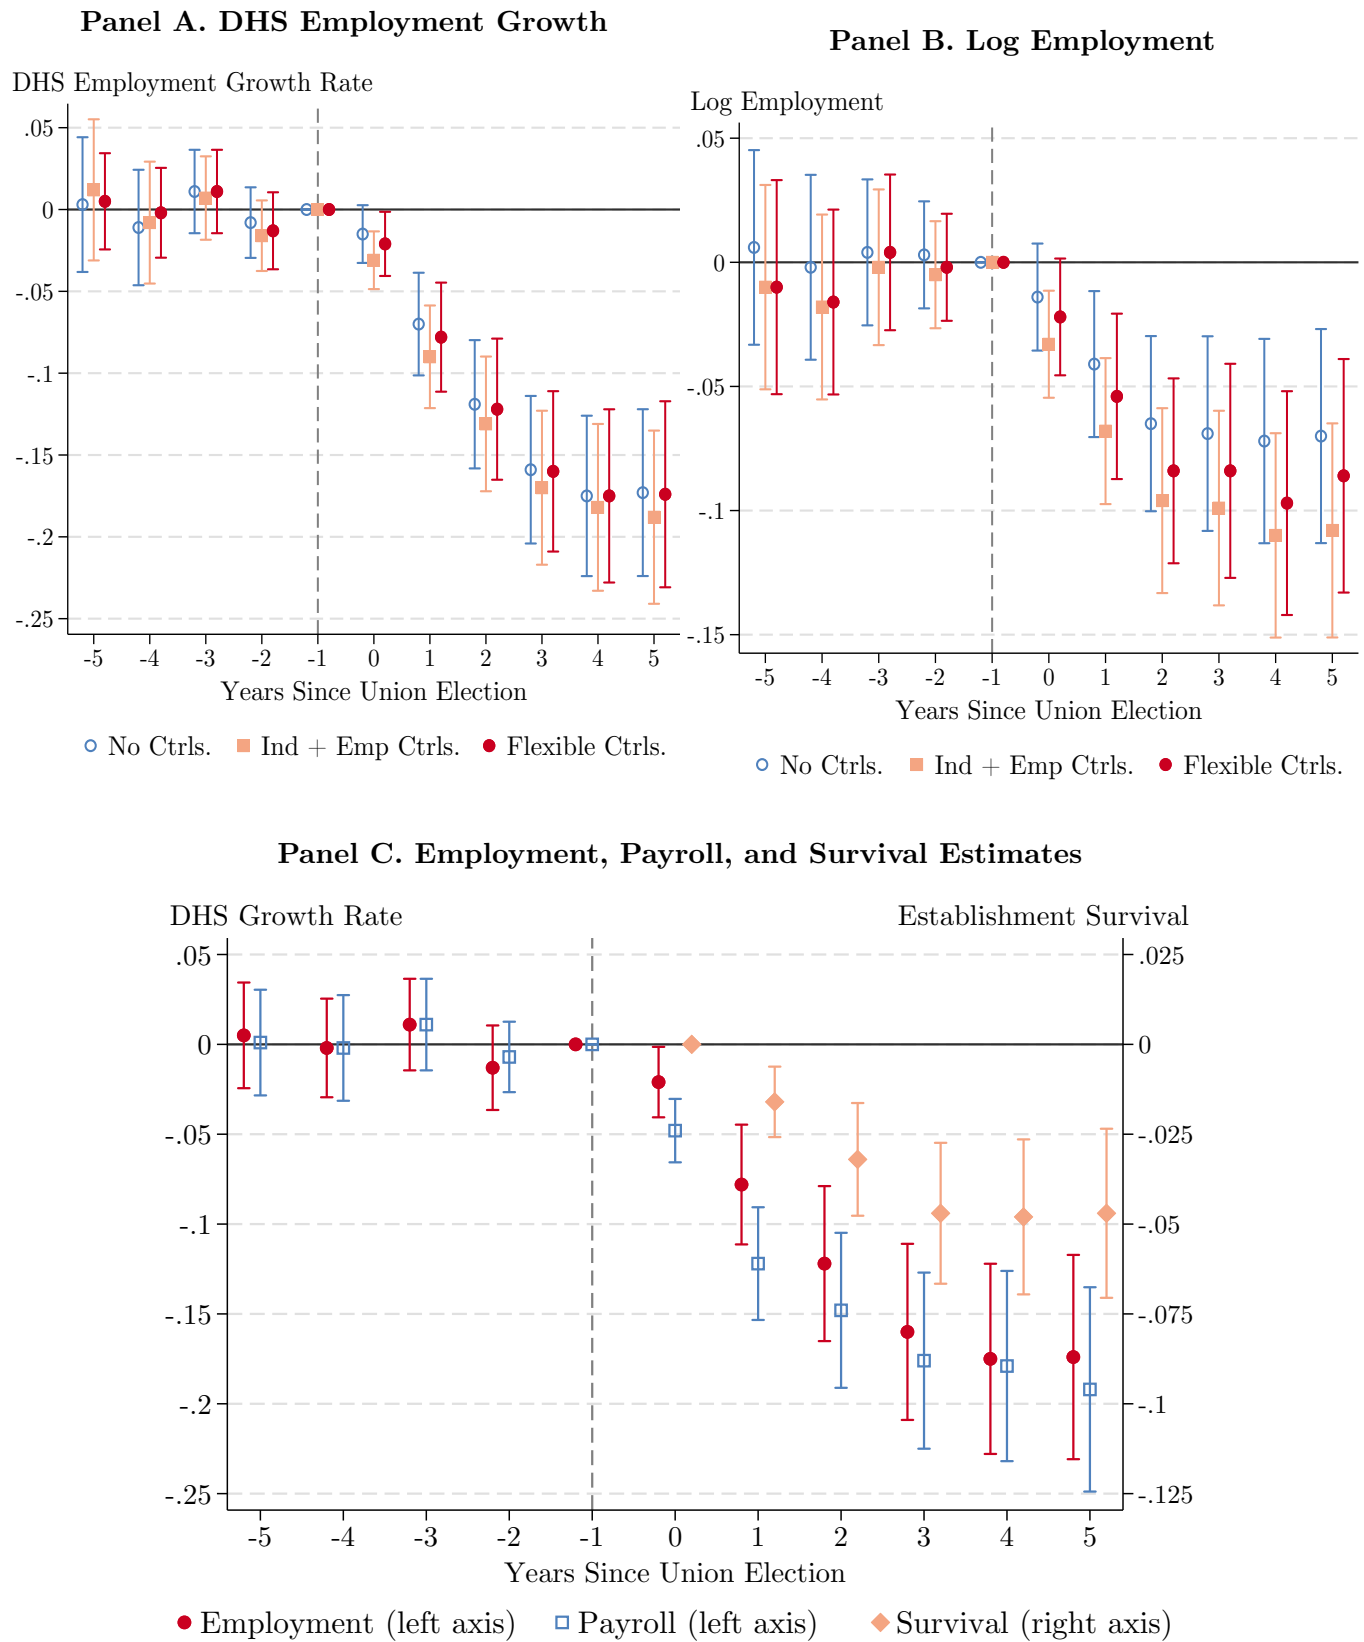 Panel A. DHS Employment Growth
DHS Employment Growth Rate
.05
0
-.05
-.1
-.15
-.2
-.25
-5 -4 -3 -2 -1 0 1 2 3 4 5
Years Since Union Election
No Ctrls. Ind + Emp Ctrls. Flexible Ctrls.
Panel B. Log Employment
Log Employment
.05
0
-.05
-.1
-.15
-5 -4 -3 -2 -1 0 1 2 3 4 5
Years Since Union Election
No Ctrls. Ind + Emp Ctrls. Flexible Ctrls.
Panel C. Employment, Payroll, and Survival Estimates
DHS Growth Rate Establishment Survival
.05 .025
0 0
-.05 -.025
-.1 -.05
-.15 -.075
-.2 -.1
-.25 -.125
-5 -4 -3 -2 -1 0 1 2 3 4 5
Years Since Union Election
Employment (left axis) Payroll (left axis) Survival (right axis)